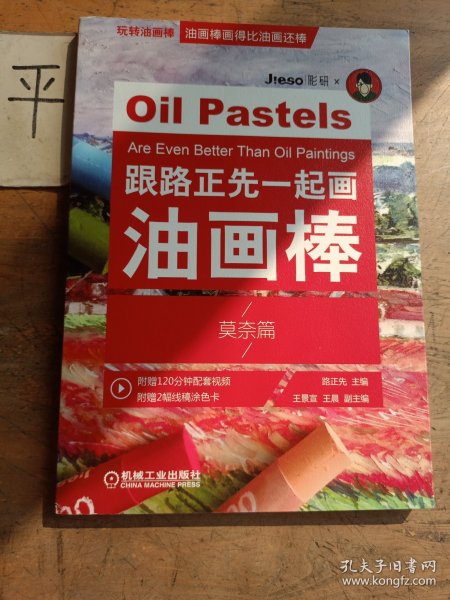 玩转油画棒 油画棒画得比油画还棒
J!eso 彫研 ×
平
Oil Pastels
Are Even Better Than Oil Paintings
跟路正先一起画
油画棒
莫奈篇
附赠120分钟配套视频
附赠2幅线稿涂色卡
路正先 主编
王景宣 王晨 副主编
机械工业出版社
CHINA MACHINE PRESS
孔夫子旧书网
www.kongfz.com